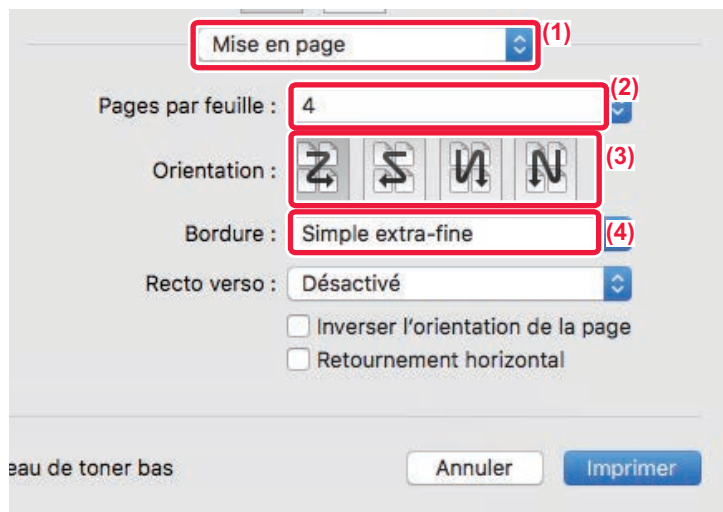 Mise en page (1)
Pages par feuille : 4 (2)
Orientation : (3)
Bordure : Simple extra-fine (4)
Recto verso : Désactivé
Inverser l'orientation de la page
Retournement horizontal
eau de toner bas Annuler Imprimer